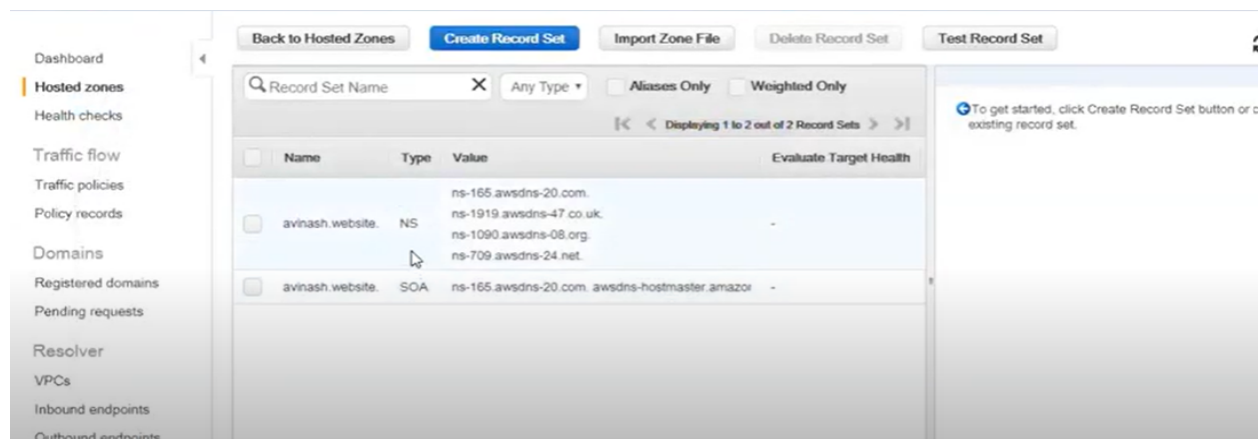 Back to Hosted Zones
Create Record Set
Import Zone File
Delete Record Set
Test Record Set
Dashboard
Hosted zones
Health checks
Traffic flow
Traffic policies
Policy records
Domains
Registered domains
Pending requests
Resolver
VPCs
Inbound endpoints
Outbound endpoints
Record Set Name
Any Type
Aliases Only
Weighted Only
Displaying 1 to 2 out of 2 Record Sets
Name Type Value Evaluate Target Health
avinash.website. NS
ns-165.awsdns-20.com.
ns-1919.awsdns-47.co.uk.
ns-1090.awsdns-08.org.
ns-709.awsdns-24.net.
-
avinash.website. SOA ns-165.awsdns-20.com. awsdns-hostmaster.amazo -
To get started, click Create Record Set button or
existing record set.